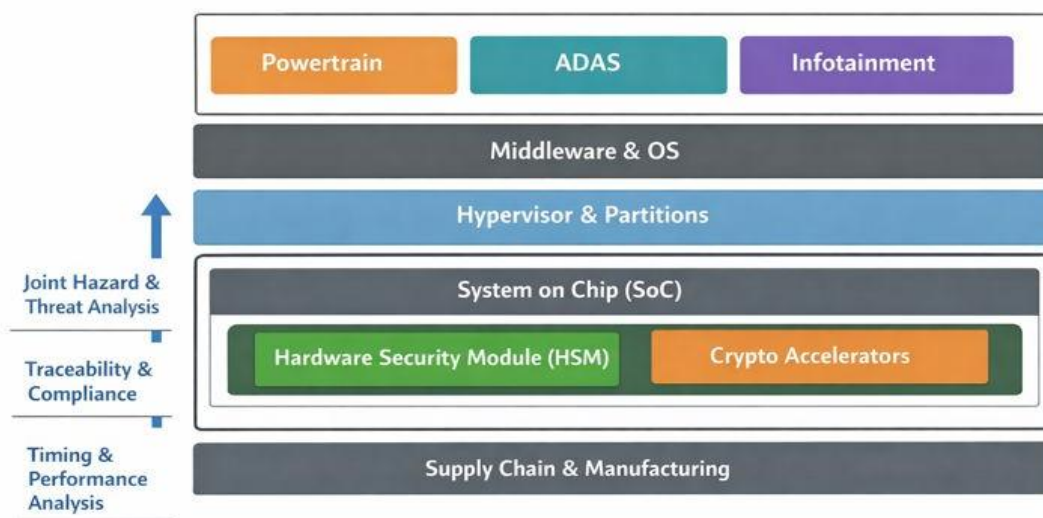 Powertrain
ADAS
Infotainment
Middleware & OS
Hypervisor & Partitions
Joint Hazard &
Threat Analysis
System on Chip (SoC)
Hardware Security Module (HSM)
Crypto Accelerators
Traceability &
Compliance
Timing &
Performance
Analysis
Supply Chain & Manufacturing